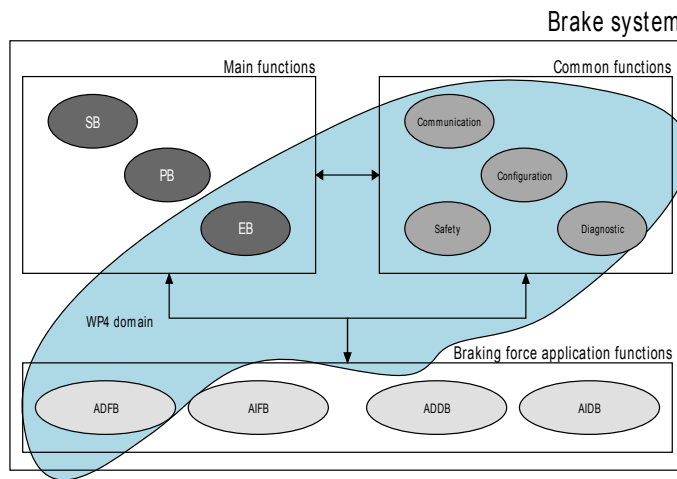 Brake system
Main functions
Common functions
SB
PB
EB
Communication
Configuration
Safety
Diagnostic
WP4 domain
Braking force application functions
ADFB
AIFB
ADDB
AIDB